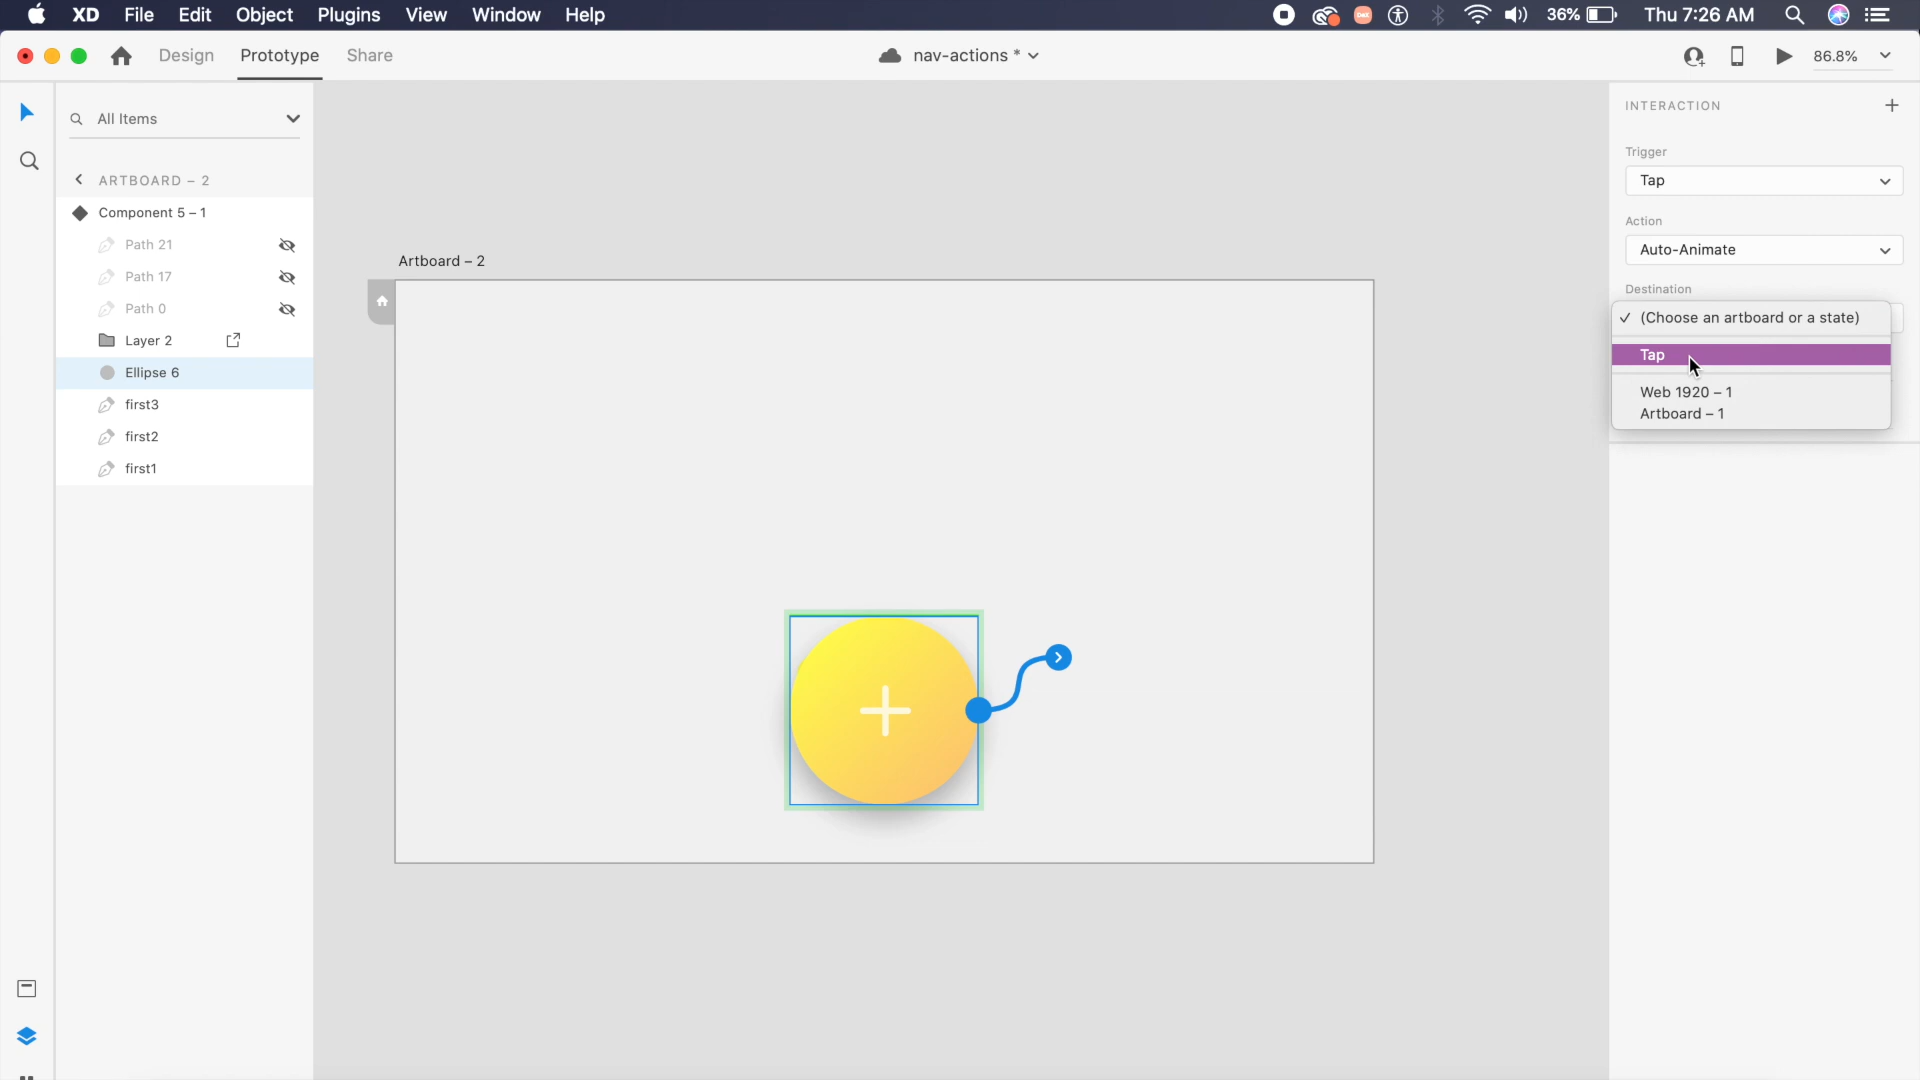 XD File Edit Object Plugins View Window Help 36% Thu 7:26 AM
Design Prototype Share nav-actions * 86.8%
All Items
INTERACTION
Trigger
Tap
Action
Auto-Animate
Destination
(Choose an artboard or a state)
Tap
Web 1920 – 1
Artboard – 1
ARTBOARD – 2
Component 5 – 1
Path 21
Path 17
Path 0
Layer 2
Ellipse 6
first3
first2
first1
Artboard – 2